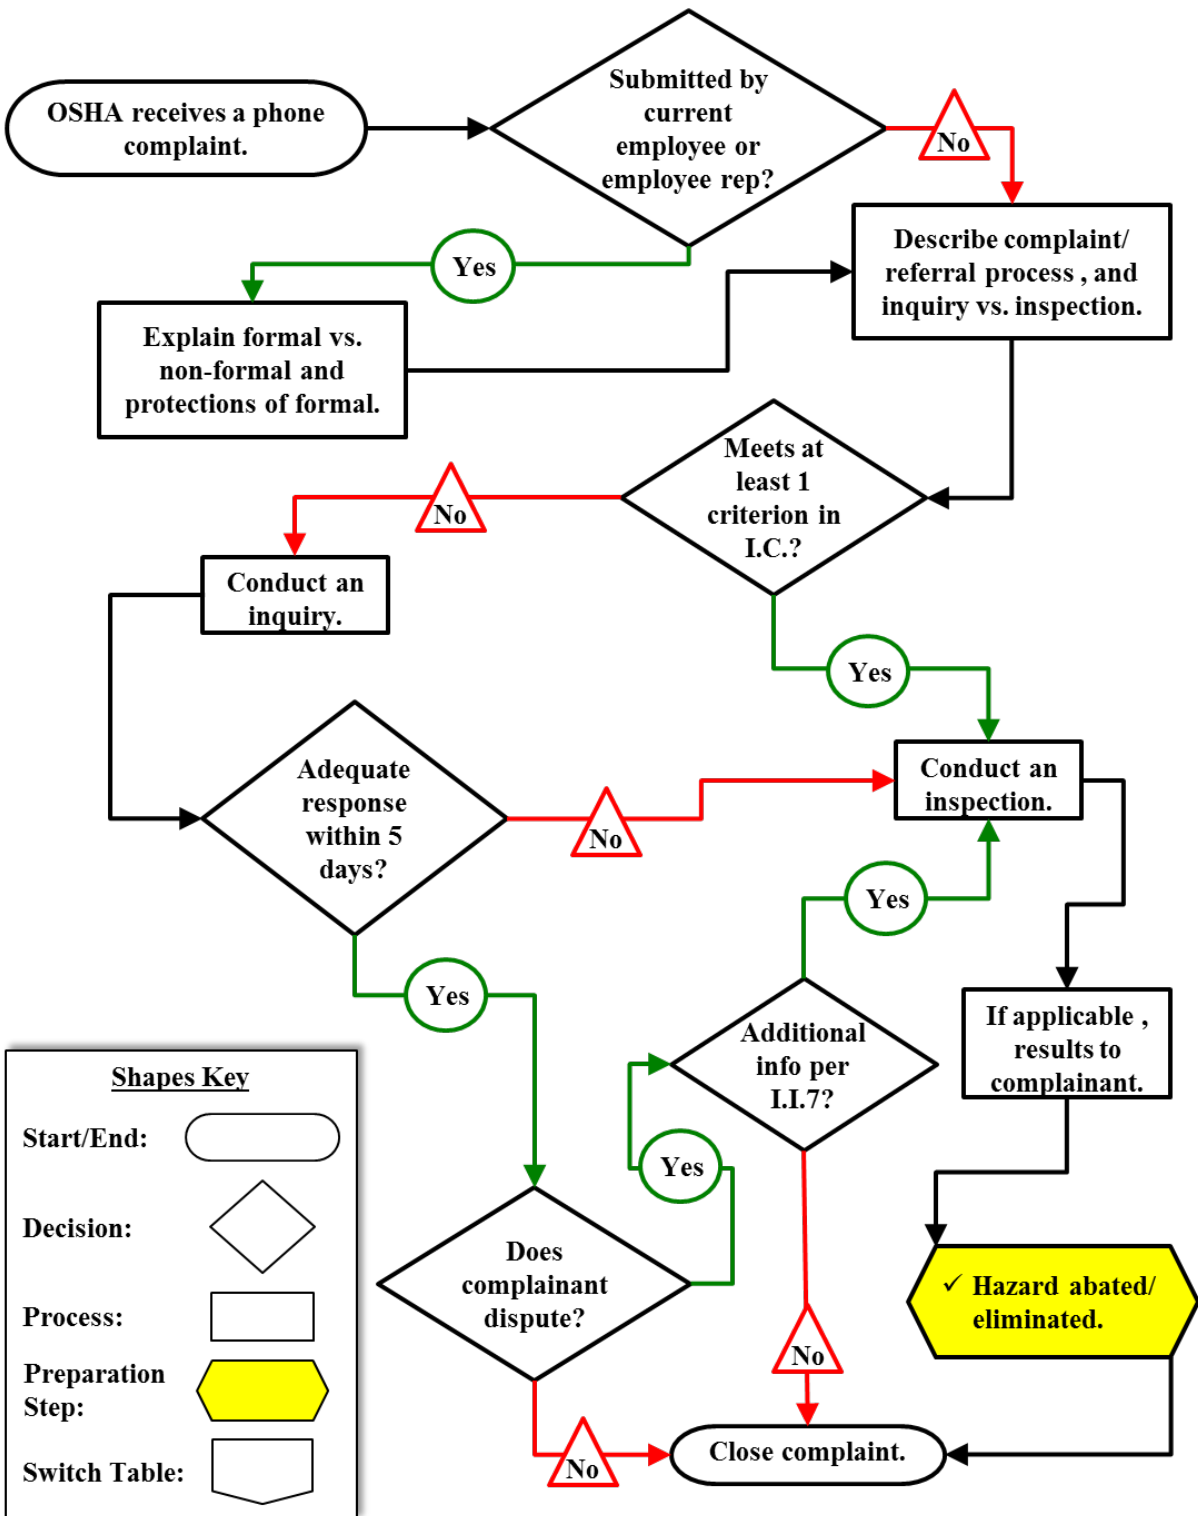 OSHA receives a phone
complaint.
Submitted by
current
employee or
employee rep?
No
Yes
Describe complaint/
referral process , and
inquiry vs. inspection.
Explain formal vs.
non-formal and
protections of formal.
Meets at
least 1
criterion in
I.C.?
No
Conduct an
inquiry.
Yes
Adequate
response
within 5
days?
No
Conduct an
inspection.
Yes
Yes
Additional
info per
I.I.7?
If applicable ,
results to
complainant.
Yes
Does
complainant
dispute?
✓ Hazard abated/
eliminated.
No
No
Close complaint.
Shapes Key
Start/End:
Decision:
Process:
Preparation
Step:
Switch Table: